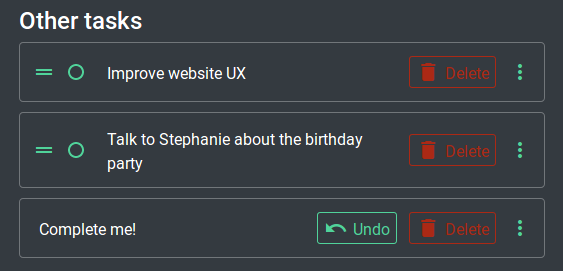 Other tasks
Improve website UX
Delete
Talk to Stephanie about the birthday
party
Delete
Complete me!
Undo
Delete